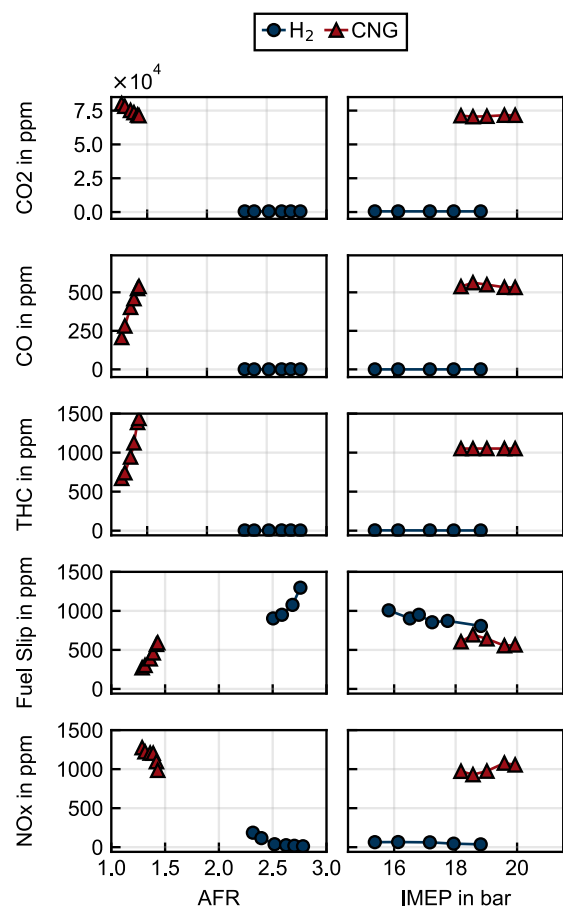 H₂ CNG
×10⁴
7.5
5.0
2.5
0.0
CO2 in ppm
500
250
0
CO in ppm
1500
1000
500
0
THC in ppm
1500
1000
500
0
Fuel Slip in ppm
1500
1000
500
0
NOx in ppm
1.0 1.5 2.0 2.5 3.0
16 18 20
AFR
IMEP in bar